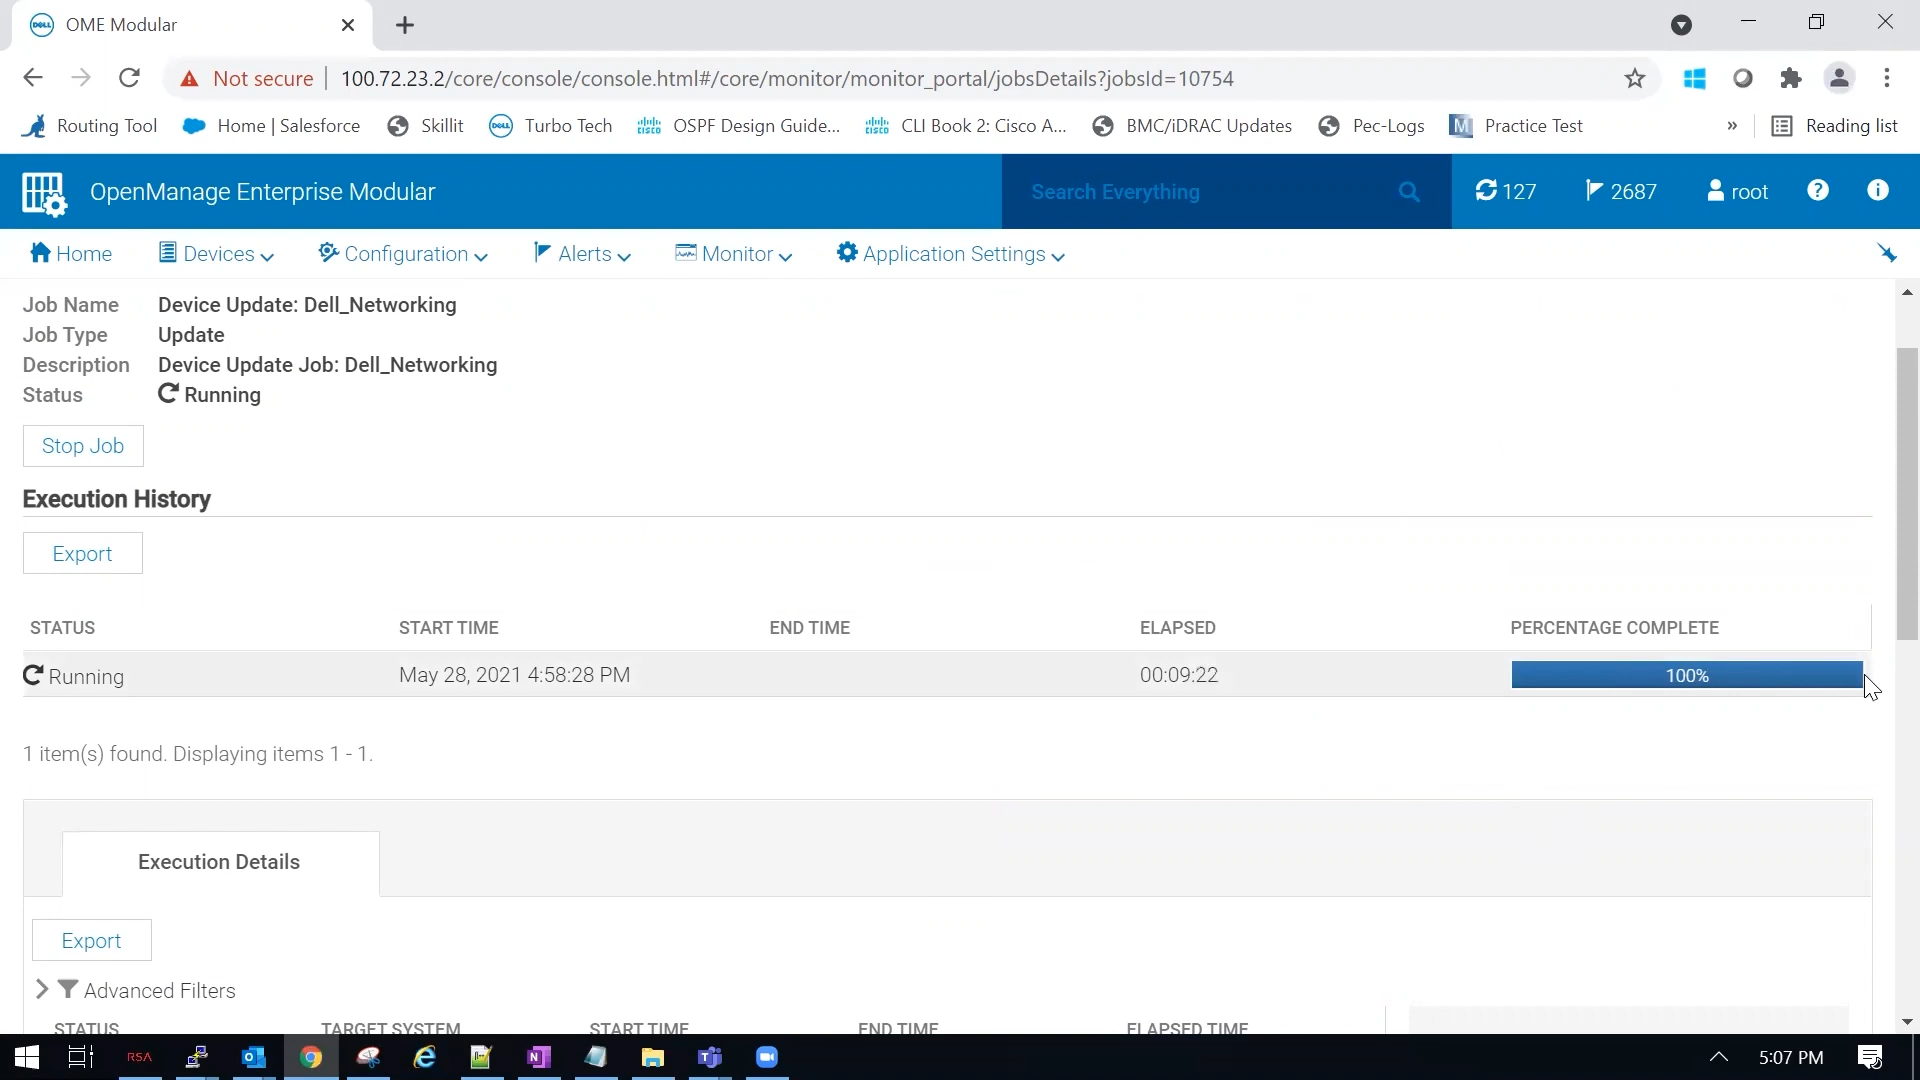 OME Modular
Not secure 100.72.23.2/core/console/console.html#/core/monitor/monitor_portal/jobsDetails?jobsId=10754
Routing Tool Home | Salesforce Skillit Turbo Tech OSPF Design Guide... CLI Book 2: Cisco A... BMC/iDRAC Updates Pec-Logs Practice Test » Reading list
OpenManage Enterprise Modular Search Everything 127 2687 root
Home Devices Configuration Alerts Monitor Application Settings
Job Name Device Update: Dell_Networking
Job Type Update
Description Device Update Job: Dell_Networking
Status Running
Stop Job
Execution History
Export
STATUS START TIME END TIME ELAPSED PERCENTAGE COMPLETE
Running May 28, 2021 4:58:28 PM 00:09:22 100%
1 item(s) found. Displaying items 1 - 1.
Execution Details
Export
Advanced Filters
STATUS TARGET SYSTEM START TIME END TIME ELAPSED TIME
RSA 5:07 PM